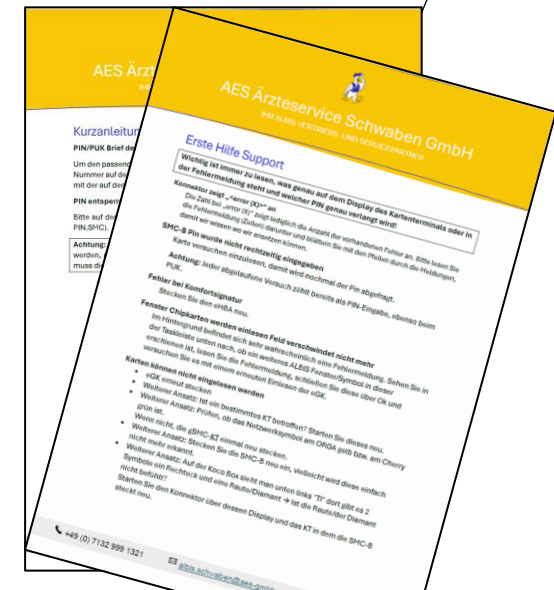 AES Ärzt
Kurzanleitun
PIN/PUK Brief de
Um den passend
Nummer auf de
mit der auf der
PIN entsperr
Bitte auf de
PIN.SMC).
Achtung:
werden,
muss die
AES Ärzteservice Schwaben GmbH
IHR ALBIS VERTRIEBS- UND SERVICEPARTNER
Erste Hilfe Support
Wichtig ist immer zu lesen, was genau auf dem Display des Kartenterminals oder in
der Fehlermeldung steht und welcher PIN genau verlangt wird!
Konnektor zeigt „<error (X)>“ an
Die Zahl bei „error (X)“ zeigt lediglich die Anzahl der vorhandenen Fehler an. Bitte lesen Sie
die Fehlermeldung (Zeilen) darunter und blättern Sie mit den Pfeilen durch die Meldungen,
damit wir wissen wo wir ansetzen können.
SMC-B Pin wurde nicht rechtzeitig eingegeben
Karte versuchen einzulesen, damit wird nochmal der Pin abgefragt.
Achtung: Jeder abgelaufene Versuch zählt bereits als PIN-Eingabe, ebenso beim
PUK.
Fehler bei Komfortsignatur
Stecken Sie den eHBA neu.
Fenster Chipkarten werden einlesen Feld verschwindet nicht mehr
Im Hintergrund befindet sich sehr wahrscheinlich eine Fehlermeldung. Sehen Sie in
der Taskleiste unten nach, ob ein weiteres ALBIS Fenster/Symbol in dieser
erschienen ist, lesen Sie die Fehlermeldung, schließen Sie diese über Ok und
versuchen Sie es mit einem erneuten Einlesen der eGK.
Karten können nicht eingelesen werden
• eGK erneut stecken
• Weiterer Ansatz: Ist ein bestimmtes KT betroffen? Starten Sie dieses neu.
• Weiterer Ansatz: Prüfen, ob das Netzwerksymbol am ORGA gelb bzw. am Cherry
grün ist.
Wenn nicht, die gSMC-KT einmal neu stecken.
• Weiterer Ansatz: Stecken Sie die SMC-B neu ein, vielleicht wird diese einfach
nicht mehr erkannt.
• Weiterer Ansatz: Auf der Koco Box sieht man unten links "TI" dort gibt es 2
Symbole ein Rechteck und eine Raute/Diamant → Ist die Raute/der Diamant
nicht befüllt?
Starten Sie den Konnektor über dessen Display und das KT in dem die SMC-B
steckt neu.
+49 (0) 7132 999 1321
albis.schwaben@aes-gmbh